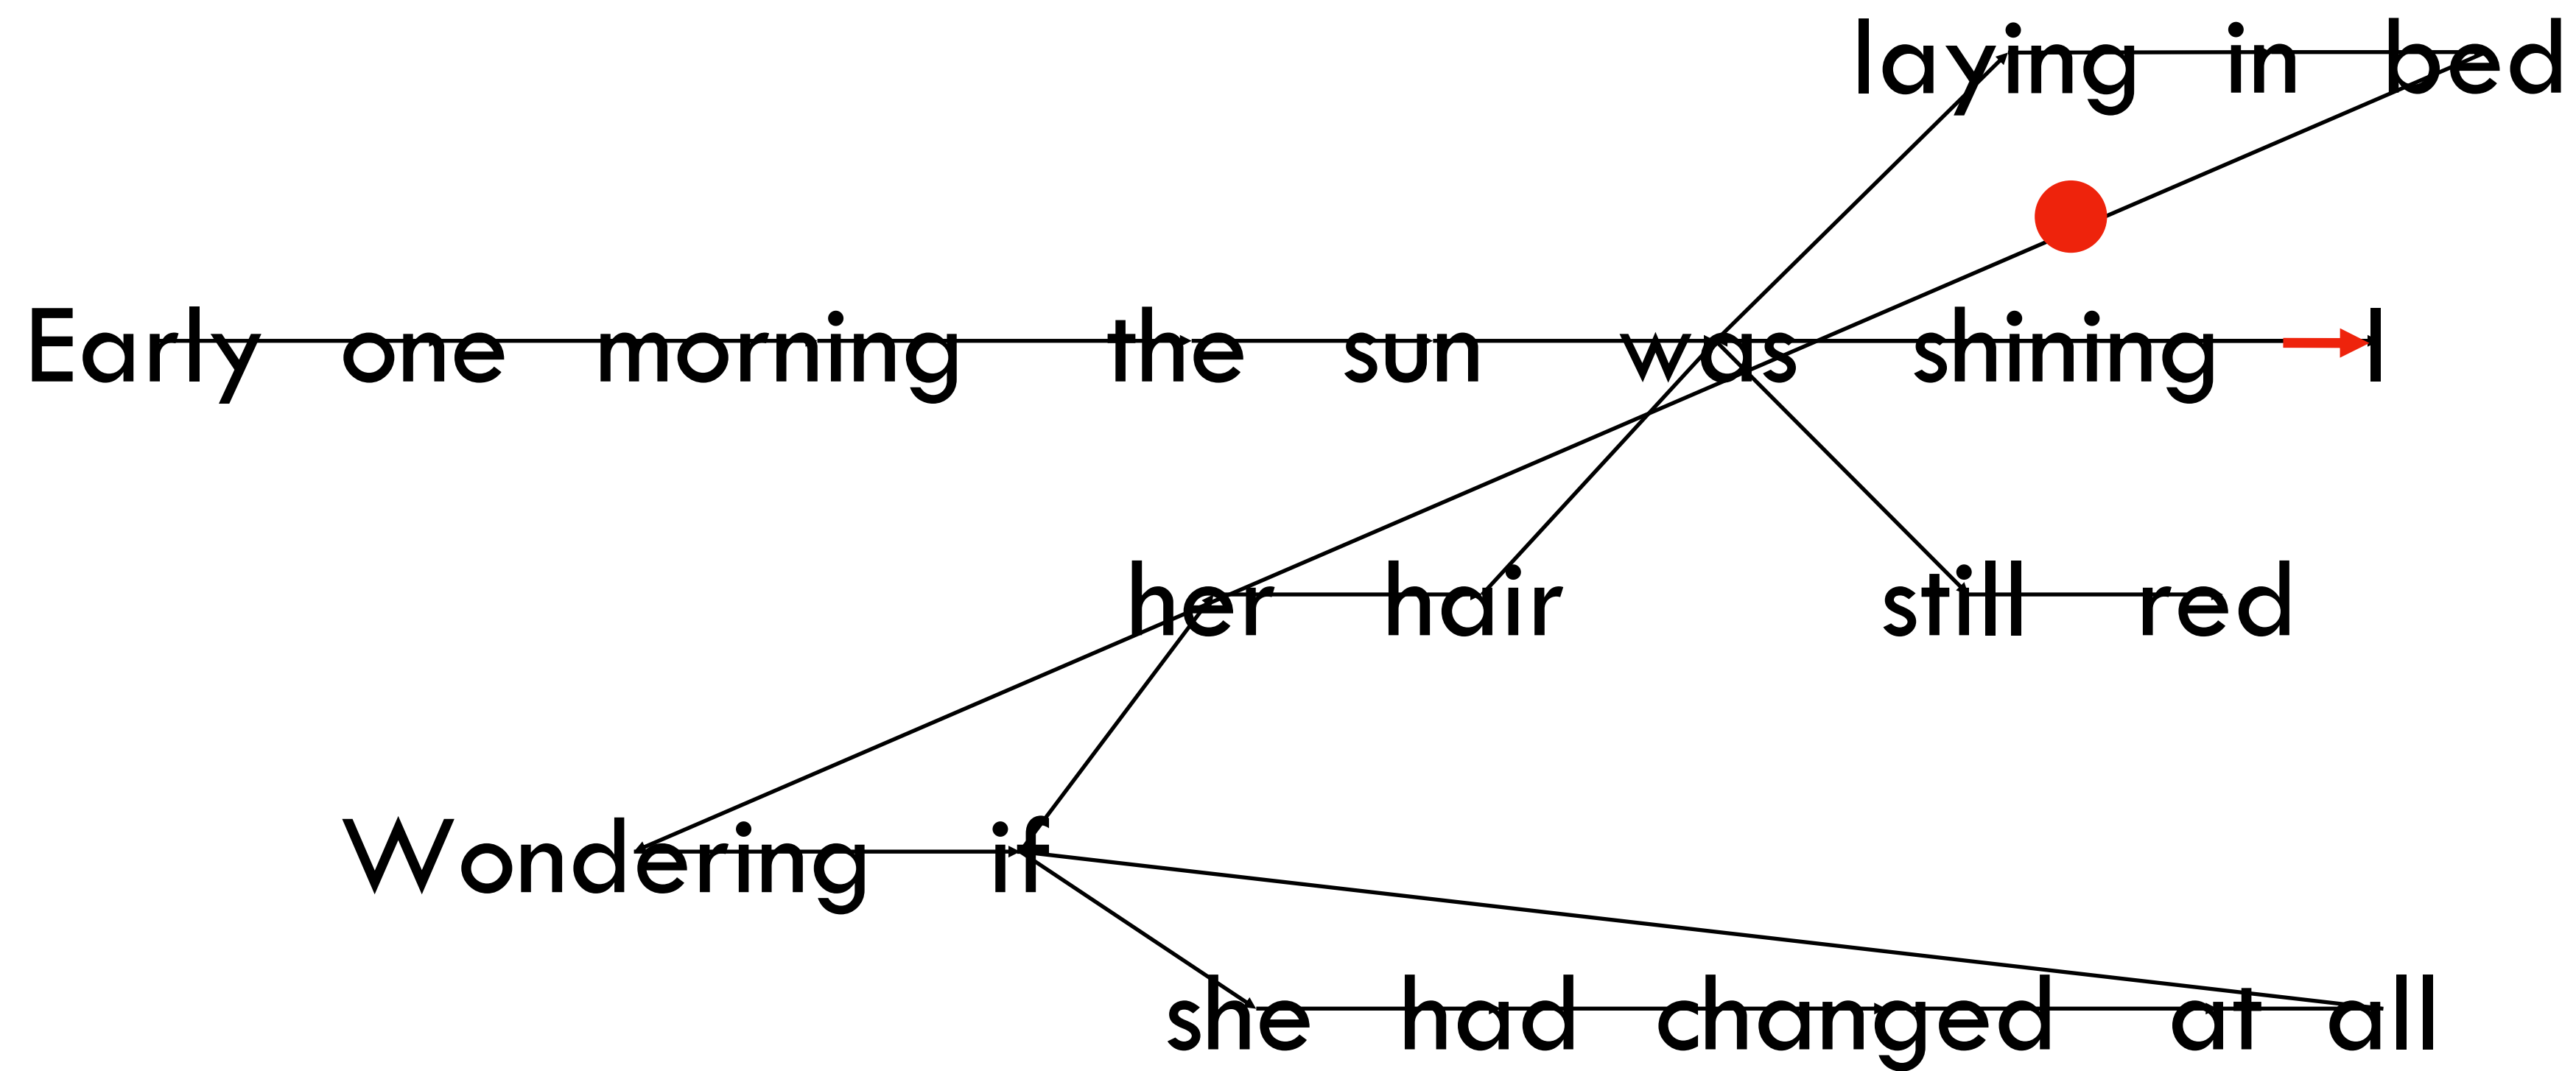 laying in bed
Early one morning the sun was shining I
her hair still red
Wondering if
she had changed at all